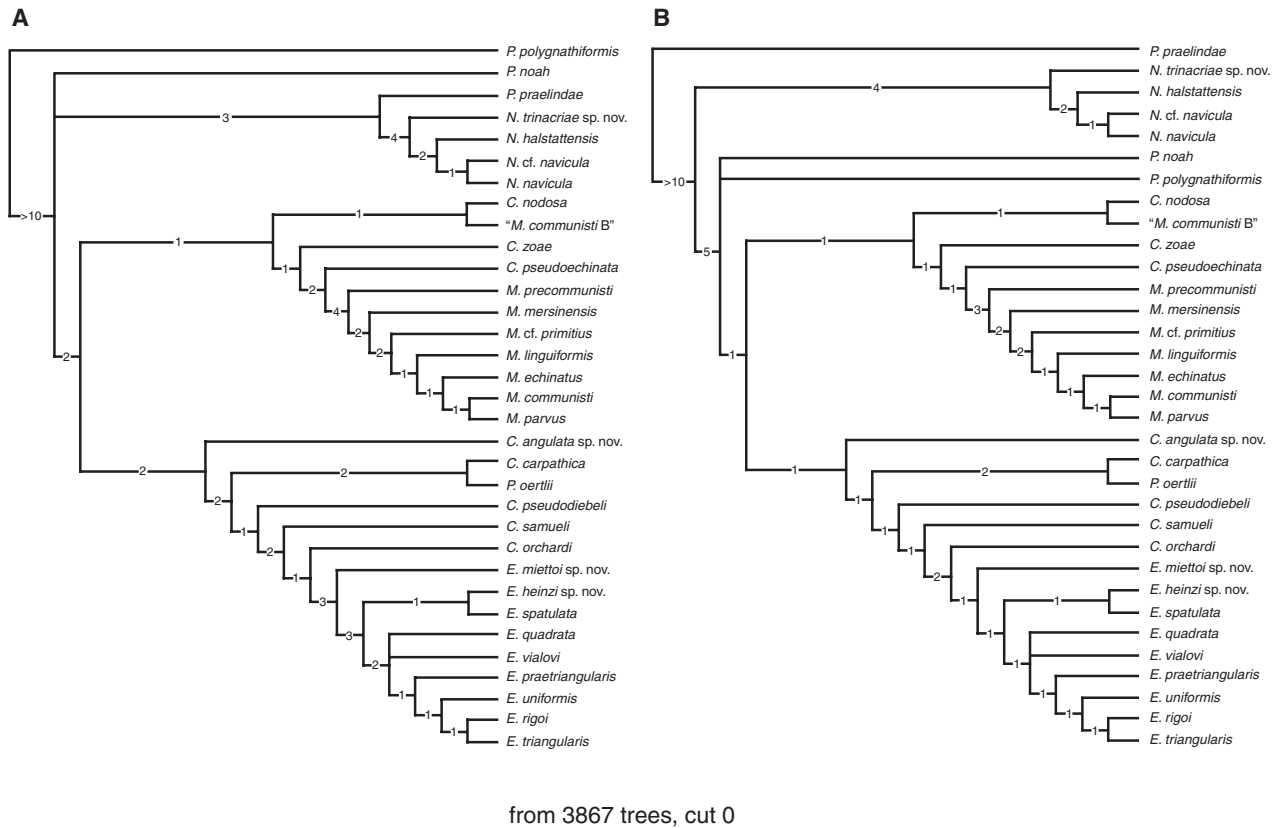 A
P. polygnathiformis
P. noah
P. praelindae
3
N. trinacriae sp. nov.
4
N. halstattensis
2
N. cf. navicula
1
N. navicula
C. nodosa
1
>10
“M. communisti B”
1
C. zoae
1
C. pseudoechinata
2
M. precommunisti
4
M. mersinensis
2
M. cf. primitius
2
M. linguiformis
2
1
M. echinatus
1
M. communisti
1
M. parvus
C. angulata sp. nov.
C. carpathica
2
2
P. oertlii
2
C. pseudodiebeli
1
C. samueli
2
C. orchardi
1
E. miettoi sp. nov.
E. heinzi sp. nov.
3
1
E. spatulata
3
E. quadrata
E. vialovi
2
E. praetriangularis
1
E. uniformis
1
E. rigoi
1
E. triangularis
B
P. praelindae
N. trinacriae sp. nov.
4
N. halstattensis
2
N. cf. navicula
1
N. navicula
P. noah
>10
P. polygnathiformis
C. nodosa
1
“M. communisti B”
1
C. zoae
5
1
C. pseudoechinata
1
M. precommunisti
3
M. mersinensis
2
M. cf. primitius
2
M. linguiformis
1
1
M. echinatus
1
M. communisti
1
M. parvus
C. angulata sp. nov.
C. carpathica
1
2
P. oertlii
1
C. pseudodiebeli
1
C. samueli
1
C. orchardi
2
E. miettoi sp. nov.
E. heinzi sp. nov.
1
1
E. spatulata
1
E. quadrata
E. vialovi
1
E. praetriangularis
1
E. uniformis
1
E. rigoi
1
E. triangularis
from 3867 trees, cut 0